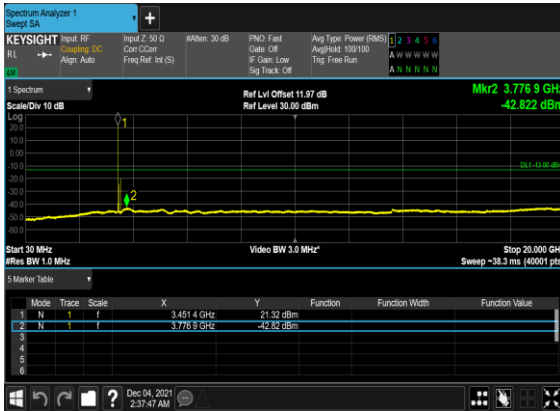 Spectrum Analyzer 1
Swept SA
+
KEYSIGHT Input: RF Input Z: 50 Ω #Atten: 30 dB PNO: Fast Avg Type: Power (RMS) 1 2 3 4 5 6
RL Coupling: DC Corr CCorr Gate: Off Avg|Hold: 100/100 A W W W W W
Align: Auto Freq Ref: Int (S) IF Gain: Low Trig: Free Run
Sig Track: Off A N N N N N
1 Spectrum
Ref Lvl Offset 11.97 dB Mkr2 3.776 9 GHz
Scale/Div 10 dB Ref Level 30.00 dBm -42.822 dBm
Log
20.0
10.0
0.00
-10.0
-20.0
-30.0
-40.0
-50.0
-60.0
1
DL1 -13.00 dBm
2
Start 30 MHz Video BW 3.0 MHz* Stop 20.000 GHz
#Res BW 1.0 MHz Sweep ~38.3 ms (40001 pts)
5 Marker Table
Mode Trace Scale X Y Function Function Width Function Value
1 N 1 f 3.451 4 GHz 21.32 dBm
2 N 1 f 3.776 9 GHz -42.82 dBm
3
4
5
6
? Dec 04, 2021
2:37:47 AM